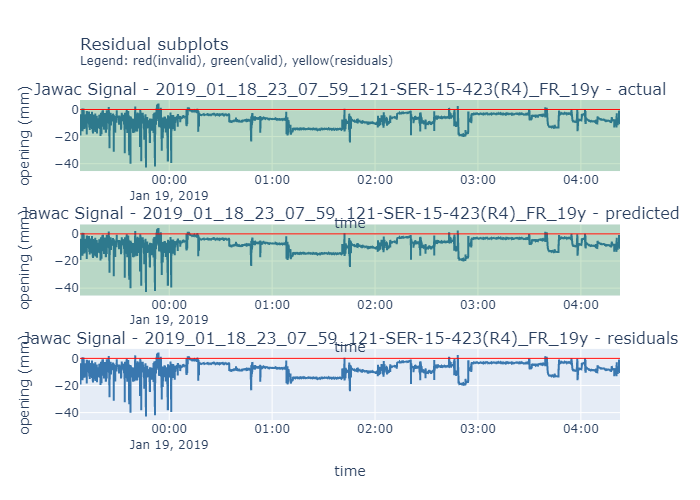 Residual subplots
Legend: red(invalid), green(valid), yellow(residuals)
Jawac Signal - 2019_01_18_23_07_59_121-SER-15-423(R4)_FR_19y - actual
opening (mm)
0
−20
−40
00:00
01:00
02:00
03:00
04:00
Jan 19, 2019
time
Jawac Signal - 2019_01_18_23_07_59_121-SER-15-423(R4)_FR_19y - predicted
opening (mm)
0
−20
−40
00:00
01:00
02:00
03:00
04:00
Jan 19, 2019
time
Jawac Signal - 2019_01_18_23_07_59_121-SER-15-423(R4)_FR_19y - residuals
opening (mm)
0
−20
−40
00:00
01:00
02:00
03:00
04:00
Jan 19, 2019
time